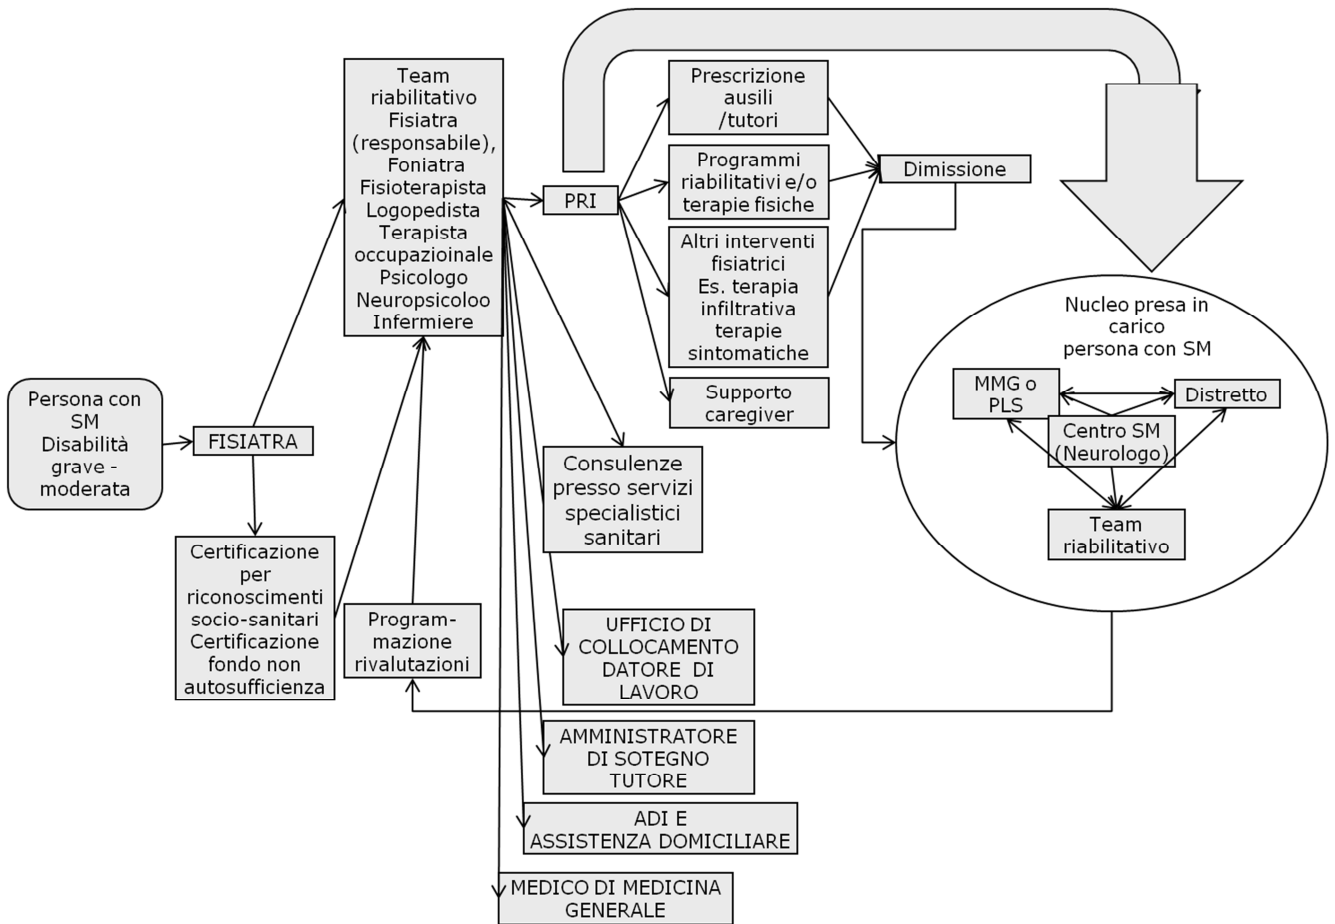 Persona con
SM
Disabilità
grave -
moderata
FISIATRA
Certificazione
per
riconoscimenti
socio-sanitari
Certificazione
fondo non
autosufficienza
Team
riabilitativo
Fisiatra
(responsabile),
Foniatra
Fisioterapista
Logopedista
Terapista
occupazioinale
Psicologo
Neuropsicoloo
Infermiere
Program-
mazione
rivalutazioni
PRI
Prescrizione
ausili
/tutori
Programmi
riabilitativi e/o
terapie fisiche
Altri interventi
fisiatrici
Es. terapia
infiltrativa
terapie
sintomatiche
Supporto
caregiver
Dimissione
Consulenze
presso servizi
specialistici
sanitari
UFFICIO DI
COLLOCAMENTO
DATORE DI
LAVORO
AMMINISTRATORE
DI SOTEGNO
TUTORE
ADI E
ASSISTENZA DOMICILIARE
MEDICO DI MEDICINA
GENERALE
Nucleo presa in
carico
persona con SM
MMG o
PLS
Distretto
Centro SM
(Neurologo)
Team
riabilitativo